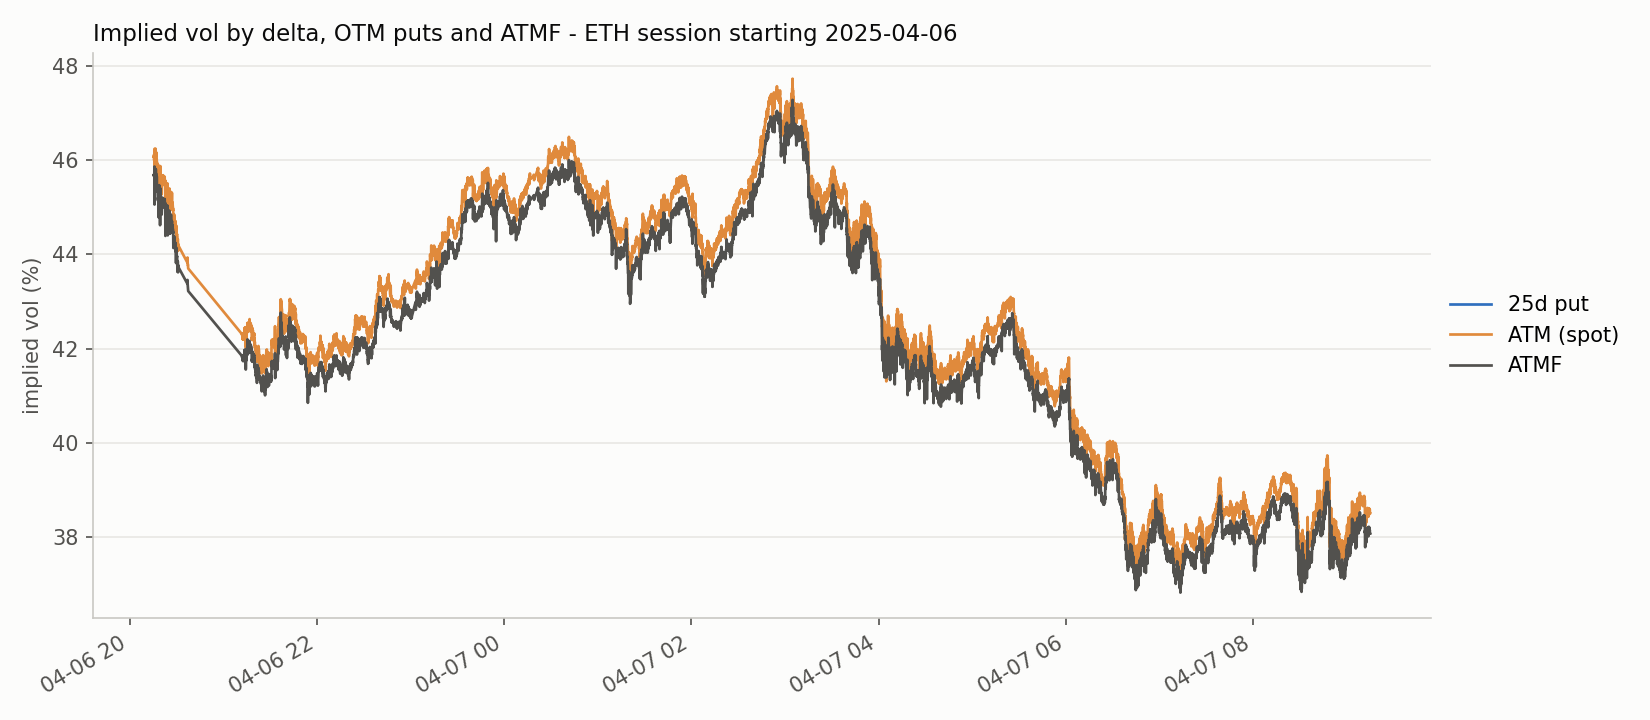 Implied vol by delta, OTM puts and ATMF - ETH session starting 2025-04-06
48
46
44
42
40
38
implied vol (%)
25d put
ATM (spot)
ATMF
04-06 20
04-06 22
04-07 00
04-07 02
04-07 04
04-07 06
04-07 08